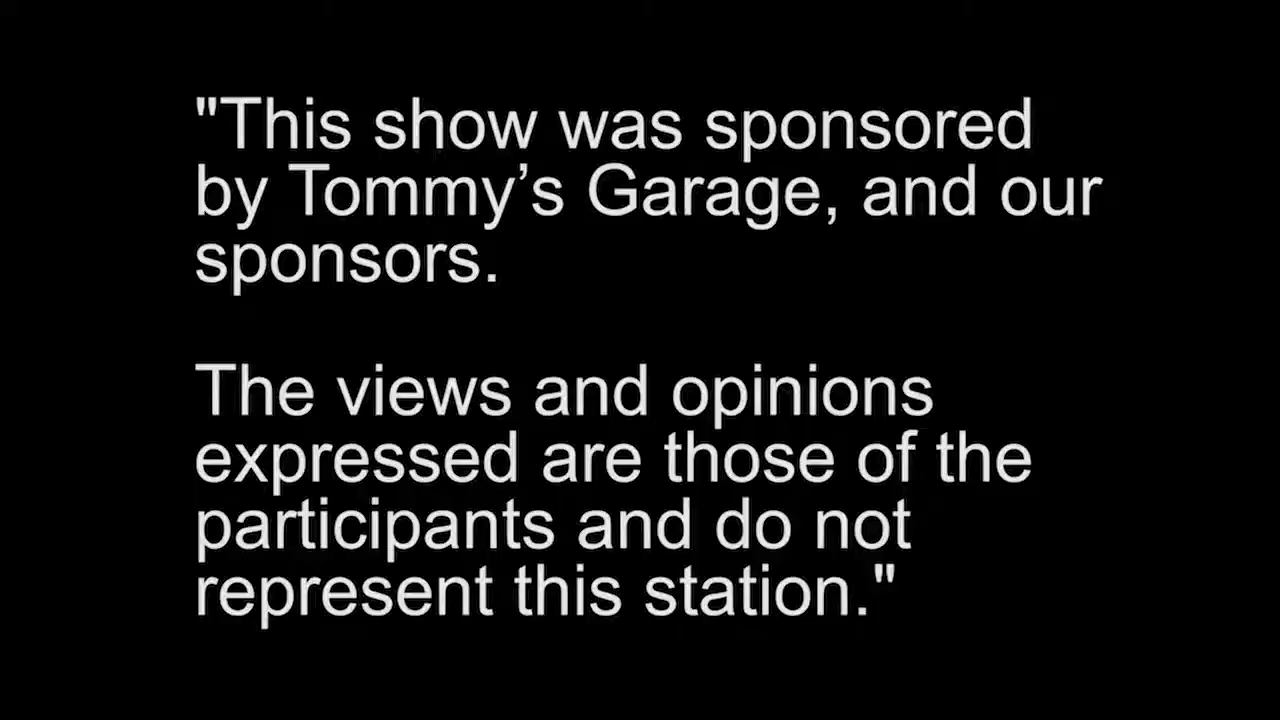 "This show was sponsored
by Tommy’s Garage, and our
sponsors.
The views and opinions
expressed are those of the
participants and do not
represent this station."